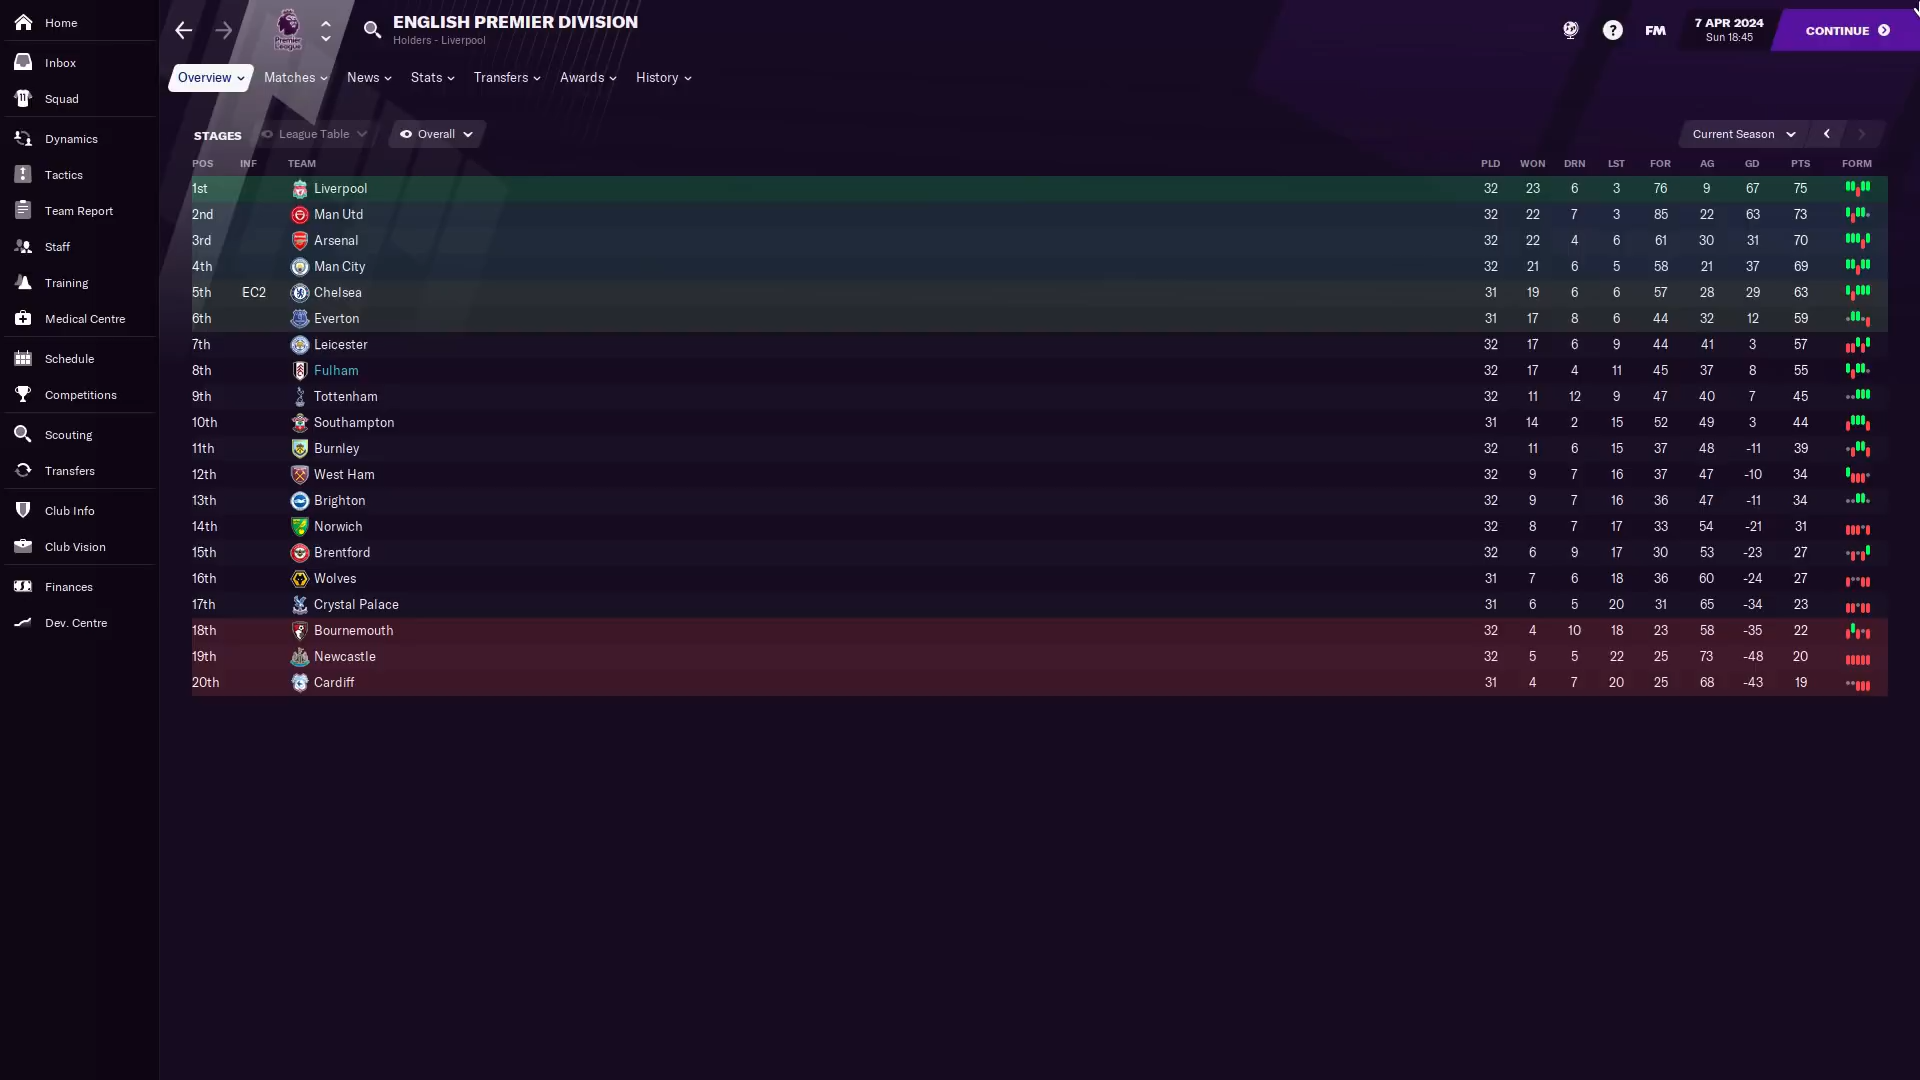 Home
Inbox
Squad
Dynamics
Tactics
Team Report
Staff
Training
Medical Centre
Schedule
Competitions
Scouting
Transfers
Club Info
Club Vision
Finances
Dev. Centre
Premier League
ENGLISH PREMIER DIVISION
Holders - Liverpool
FM
7 APR 2024
Sun 18:45
CONTINUE
Overview Matches News Stats Transfers Awards History
STAGES League Table Overall Current Season
POS INF TEAM PLD WON DRN LST FOR AG GD PTS FORM
1st Liverpool 32 23 6 3 76 9 67 75
2nd Man Utd 32 22 7 3 85 22 63 73
3rd Arsenal 32 22 4 6 61 30 31 70
4th Man City 32 21 6 5 58 21 37 69
5th EC2 Chelsea 31 19 6 6 57 28 29 63
6th Everton 31 17 8 6 44 32 12 59
7th Leicester 32 17 6 9 44 41 3 57
8th Fulham 32 17 4 11 45 37 8 55
9th Tottenham 32 11 12 9 47 40 7 45
10th Southampton 31 14 2 15 52 49 3 44
11th Burnley 32 11 6 15 37 48 -11 39
12th West Ham 32 9 7 16 37 47 -10 34
13th Brighton 32 9 7 16 36 47 -11 34
14th Norwich 32 8 7 17 33 54 -21 31
15th Brentford 32 6 9 17 30 53 -23 27
16th Wolves 31 7 6 18 36 60 -24 27
17th Crystal Palace 31 6 5 20 31 65 -34 23
18th Bournemouth 32 4 10 18 23 58 -35 22
19th Newcastle 32 5 5 22 25 73 -48 20
20th Cardiff 31 4 7 20 25 68 -43 19